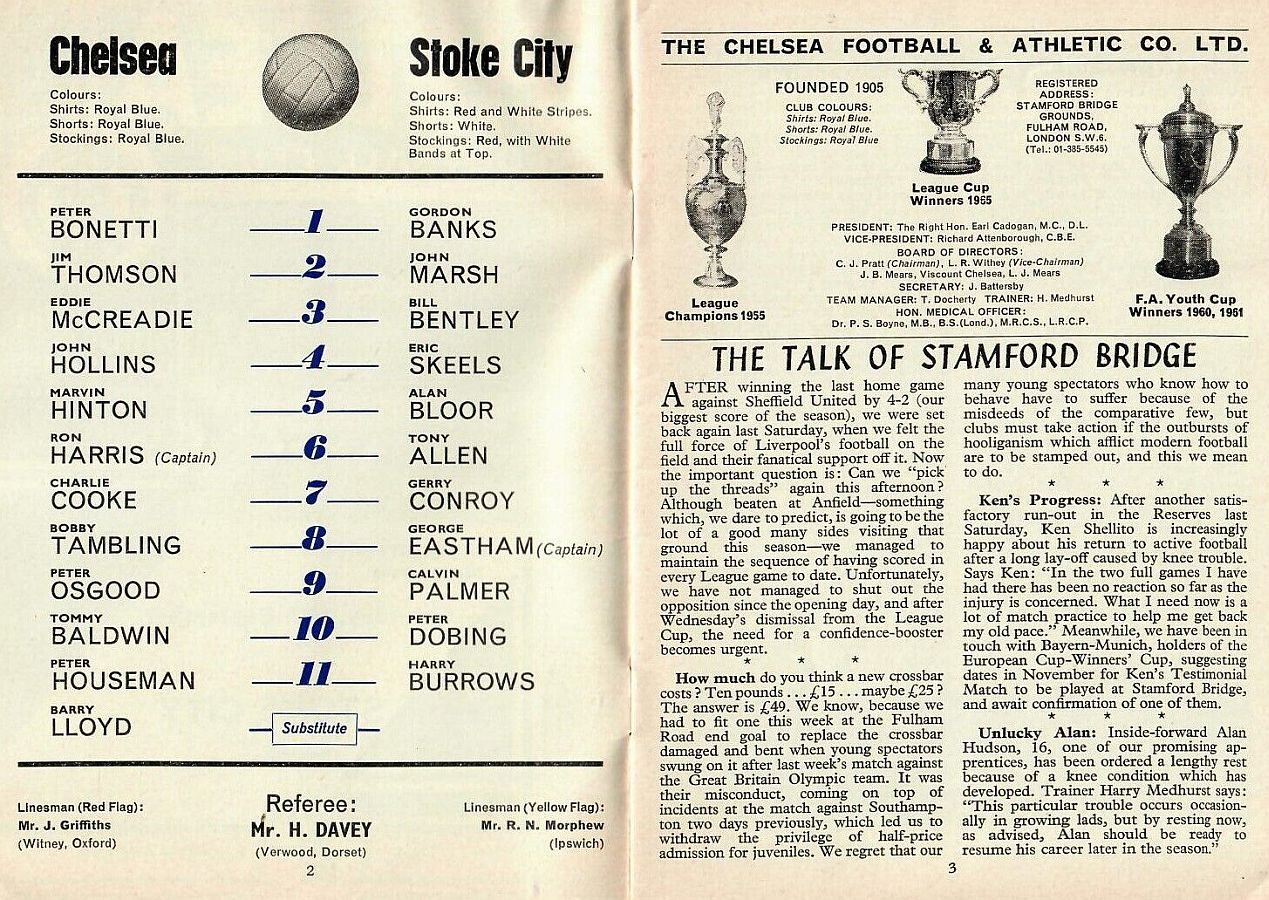 Chelsea
Colours:
Shirts: Royal Blue.
Shorts: Royal Blue.
Stockings: Royal Blue.
Stoke City
Colours:
Shirts: Red and White Stripes.
Shorts: White.
Stockings: Red, with White
Bands at Top.
PETER BONETTI 1 GORDON BANKS
JIM THOMSON 2 JOHN MARSH
EDDIE McCREADIE 3 BILL BENTLEY
JOHN HOLLINS 4 ERIC SKEELS
MARVIN HINTON 5 ALAN BLOOR
RON HARRIS (Captain) 6 TONY ALLEN
CHARLIE COOKE 7 GERRY CONROY
BOBBY TAMBLING 8 GEORGE EASTHAM (Captain)
PETER OSGOOD 9 CALVIN PALMER
TOMMY BALDWIN 10 PETER DOBING
PETER HOUSEMAN 11 HARRY BURROWS
BARRY LLOYD Substitute
Linesman (Red Flag):
Mr. J. Griffiths
(Witney, Oxford)
Referee:
Mr. H. DAVEY
(Verwood, Dorset)
Linesman (Yellow Flag):
Mr. R. N. Morphew
(Ipswich)
2
THE CHELSEA FOOTBALL & ATHLETIC CO. LTD.
FOUNDED 1905
CLUB COLOURS:
Shirts: Royal Blue.
Shorts: Royal Blue.
Stockings: Royal Blue
REGISTERED
ADDRESS:
STAMFORD BRIDGE
GROUNDS,
FULHAM ROAD,
LONDON S.W.6.
(Tel.: 01-385-5545)
League Cup
Winners 1965
PRESIDENT: The Right Hon. Earl Cadogan, M.C., D.L.
VICE-PRESIDENT: Richard Attenborough, C.B.E.
BOARD OF DIRECTORS:
C. J. Pratt (Chairman), L. R. Withey (Vice-Chairman)
J. B. Mears, Viscount Chelsea, L. J. Mears
SECRETARY: J. Battersby
TEAM MANAGER: T. Docherty TRAINER: H. Medhurst
HON. MEDICAL OFFICER:
Dr. P. S. Boyne, M.B., B.S.(Lond.), M.R.C.S., L.R.C.P.
League
Champions 1955
F.A. Youth Cup
Winners 1960, 1961
THE TALK OF STAMFORD BRIDGE
AFTER winning the last home game
against Sheffield United by 4-2 (our
biggest score of the season), we were set
back again last Saturday, when we felt the
full force of Liverpool's football on the
field and their fanatical support off it. Now
the important question is: Can we "pick
up the threads" again this afternoon?
Although beaten at Anfield—something
which, we dare to predict, is going to be the
lot of a good many sides visiting that
ground this season—we managed to
maintain the sequence of having scored in
every League game to date. Unfortunately,
we have not managed to shut out the
opposition since the opening day, and after
Wednesday's dismissal from the League
Cup, the need for a confidence-booster
becomes urgent.
* * *
How much do you think a new crossbar
costs? Ten pounds . . . £15 . . . maybe £25?
The answer is £49. We know, because we
had to fit one this week at the Fulham
Road end goal to replace the crossbar
damaged and bent when young spectators
swung on it after last week's match against
the Great Britain Olympic team. It was
their misconduct, coming on top of
incidents at the match against Southamp-
ton two days previously, which led us to
withdraw the privilege of half-price
admission for juveniles. We regret that our
many young spectators who know how to
behave have to suffer because of the
misdeeds of the comparative few, but
clubs must take action if the outbursts of
hooliganism which afflict modern football
are to be stamped out, and this we mean
to do.
* * *
Ken's Progress: After another satis-
factory run-out in the Reserves last
Saturday, Ken Shellito is increasingly
happy about his return to active football
after a long lay-off caused by knee trouble.
Says Ken: "In the two full games I have
had there has been no reaction so far as the
injury is concerned. What I need now is a
lot of match practice to help me get back
my old pace." Meanwhile, we have been in
touch with Bayern-Munich, holders of the
European Cup-Winners' Cup, suggesting
dates in November for Ken's Testimonial
Match to be played at Stamford Bridge,
and await confirmation of one of them.
* * *
Unlucky Alan: Inside-forward Alan
Hudson, 16, one of our promising ap-
prentices, has been ordered a lengthy rest
because of a knee condition which has
developed. Trainer Harry Medhurst says:
"This particular trouble occurs occasion-
ally in growing lads, but by resting now,
as advised, Alan should be ready to
resume his career later in the season."
3